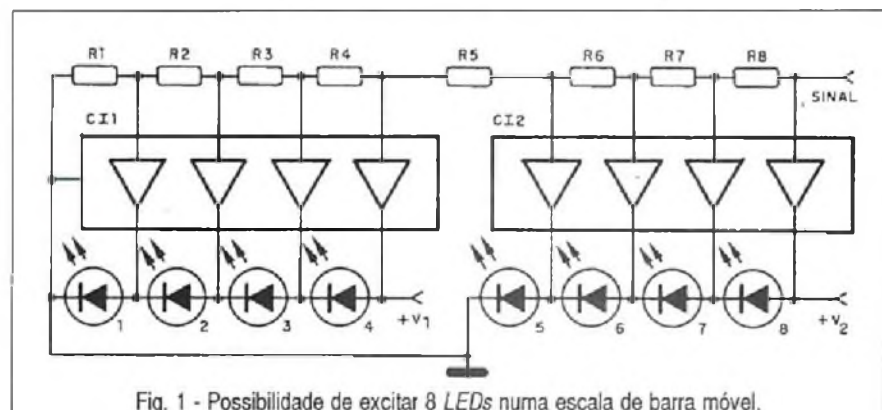 R1 R2 R3 R4 R5 R6 R7 R8
SINAL
CI1 CI2
1 2 3 4 +V1 5 6 7 8 +V2
Fig. 1 - Possibilidade de excitar 8 LEDs numa escala de barra móvel.